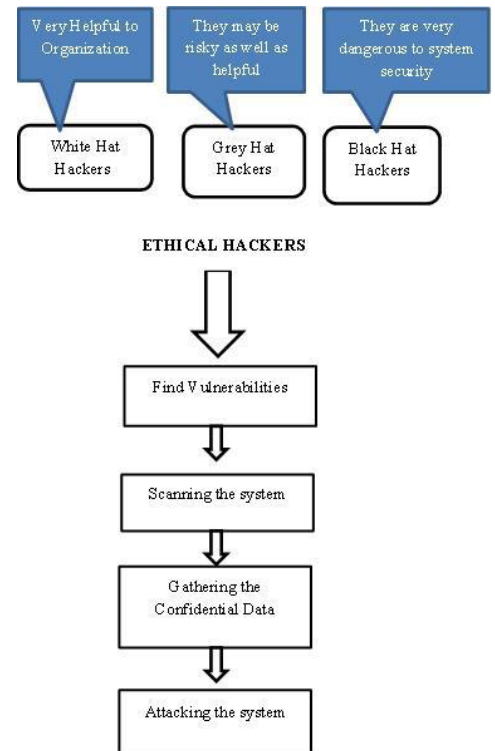 Very Helpful to
Organization
They may be
risky as well as
helpful
They are very
dangerous to system
security
White Hat
Hackers
Grey Hat
Hackers
Black Hat
Hackers
ETHICAL HACKERS
Find Vulnerabilities
Scanning the system
Gathering the
Confidential Data
Attacking the system